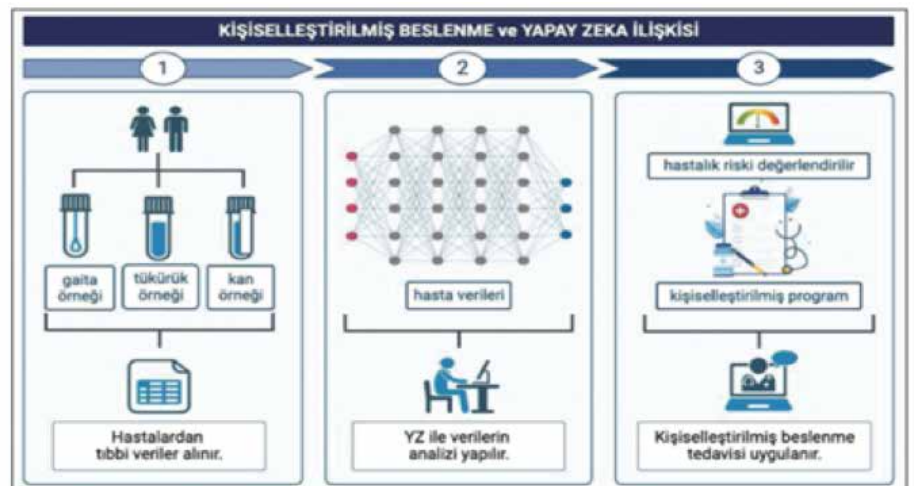 KİŞİSELLEŞTİRİLMİŞ BESLENME ve YAPAY ZEKA İLİŞKİSİ
1
2
3
gaita
örneği
tükürük
örneği
kan
örneği
Hastalardan
tıbbi veriler alınır.
hasta verileri
YZ ile verilerin
analizi yapılır.
hastalık riski değerlendirilir
kişiselleştirilmiş program
Kişiselleştirilmiş beslenme
tedavisi uygulanır.